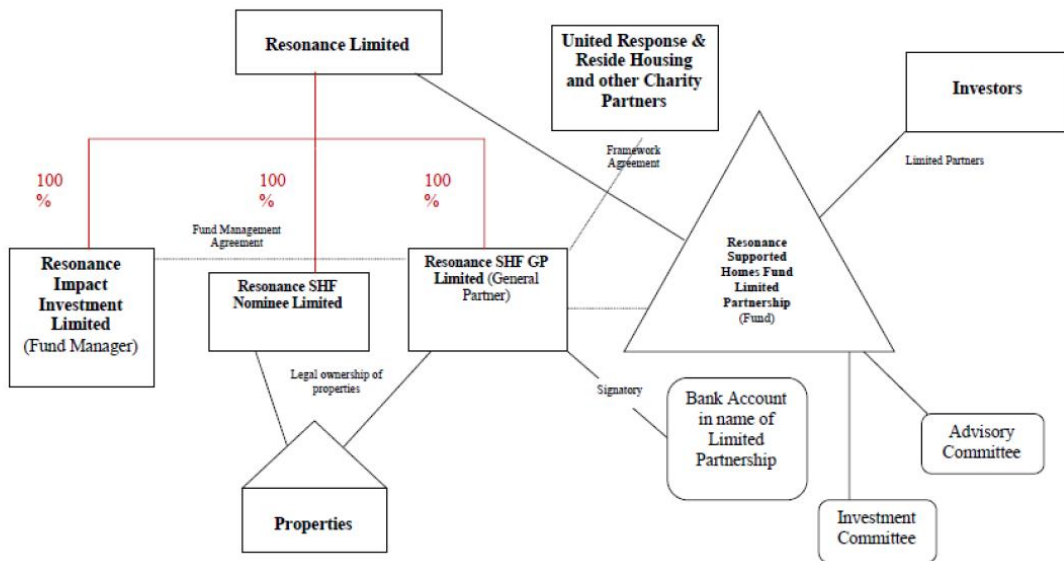 Resonance Limited
United Response &
Reside Housing
and other Charity
Partners
Investors
Framework
Agreement
Limited Partners
100
%
100
%
100
%
Fund Management
Agreement
Resonance
Impact
Investment
Limited
(Fund Manager)
Resonance SHF
Nominee Limited
Resonance SHF GP
Limited (General
Partner)
Resonance
Supported
Homes Fund
Limited
Partnership
(Fund)
Legal ownership of
properties
Signatory
Bank Account
in name of
Limited
Partnership
Advisory
Committee
Investment
Committee
Properties